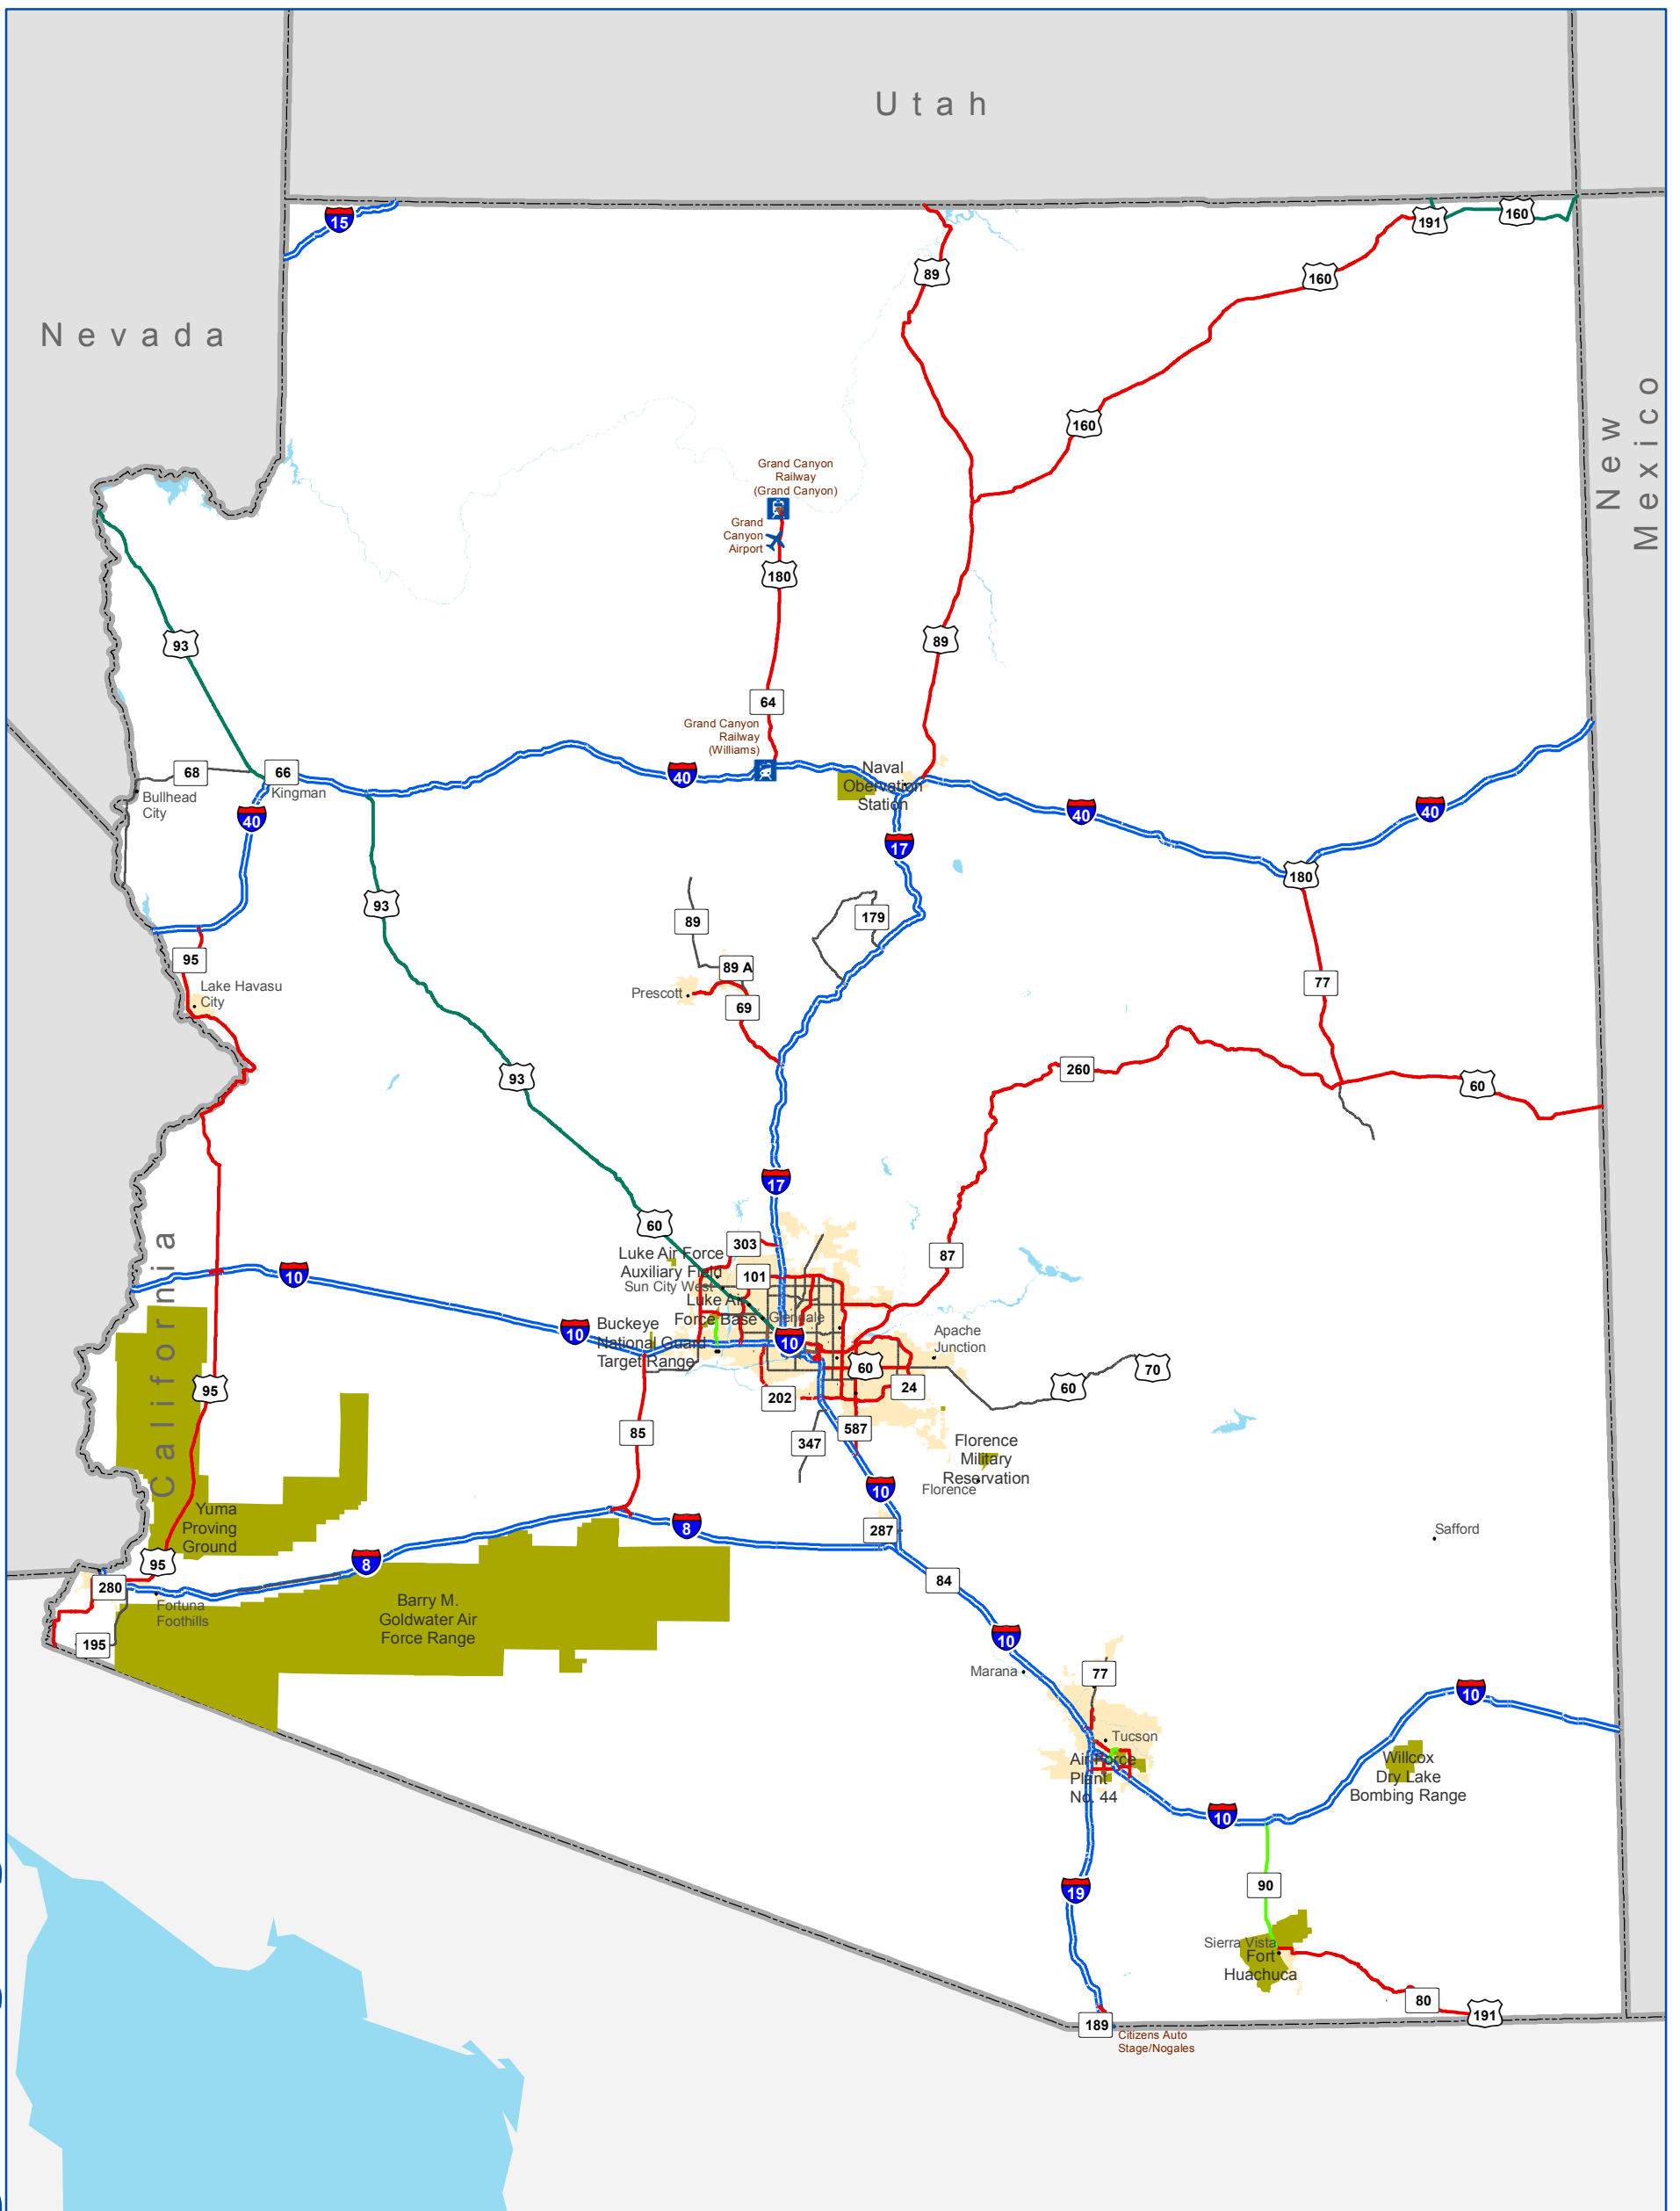 Utah
15
191
160
89
160
Nevada
New
Mexico
160
Grand Canyon
Railway
(Grand Canyon)
Grand
Canyon
Airport
180
93
89
64
Grand Canyon
Railway
(Williams)
68
66
40
Naval
Obervation
Station
Bullhead
City
Kingman
40
40
40
17
180
93
89
179
95
89 A
77
Prescott
Lake Havasu
City
69
260
93
60
17
60
303
87
Luke Air Force
Auxiliary Field
Sun City West
101
10
Luke Air
Force Base
Glendale
California
10
Buckeye
National Guard
Target Range
10
Apache
Junction
60
70
60
24
95
202
85
587
347
Florence
Military
Reservation
Florence
10
Yuma
Proving
Ground
8
287
Safford
95
8
280
84
Fortuna
Foothills
Barry M.
Goldwater Air
Force Range
195
10
Marana
77
10
Tucson
Air Force
Plant
No. 44
Willcox
Dry Lake
Bombing Range
10
90
19
Sierra Vista
Fort
Huachuca
80
191
189
Citizens Auto
Stage/Nogales